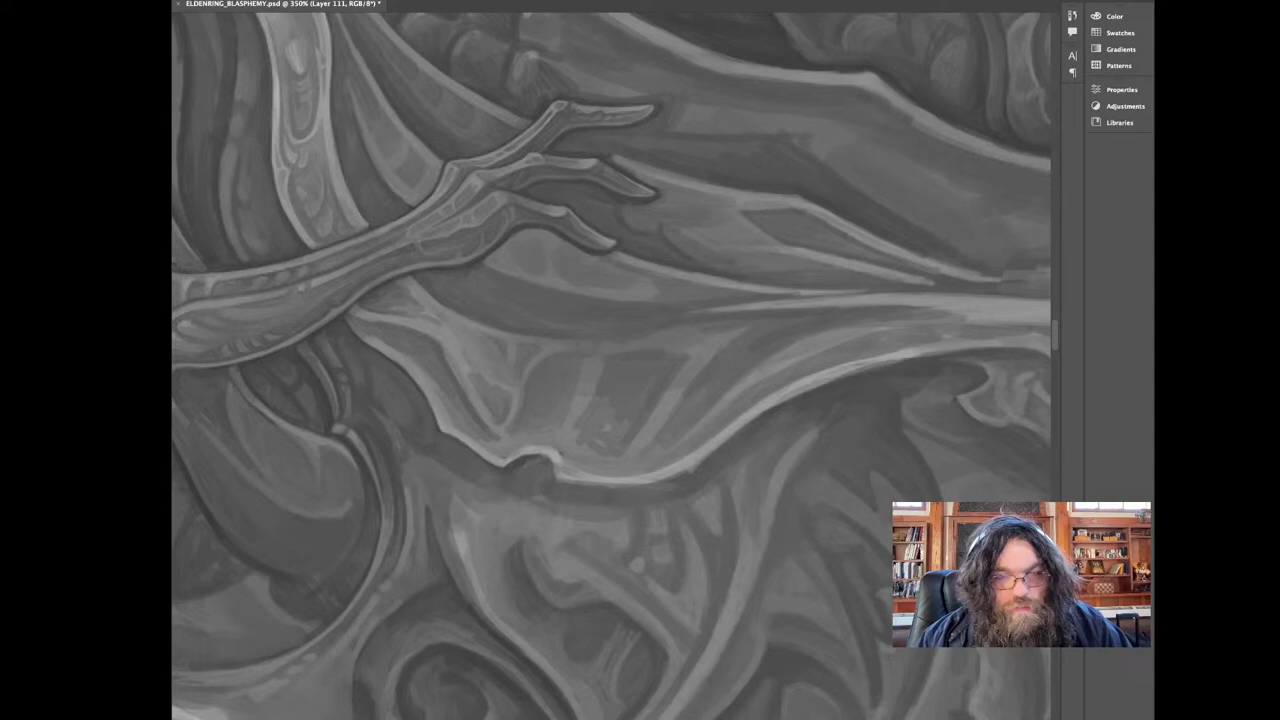 ELDENRING_BLASPHEMY.psd @ 350% (Layer 111, RGB/8*) *
Color
Swatches
Gradients
Patterns
Properties
Adjustments
Libraries